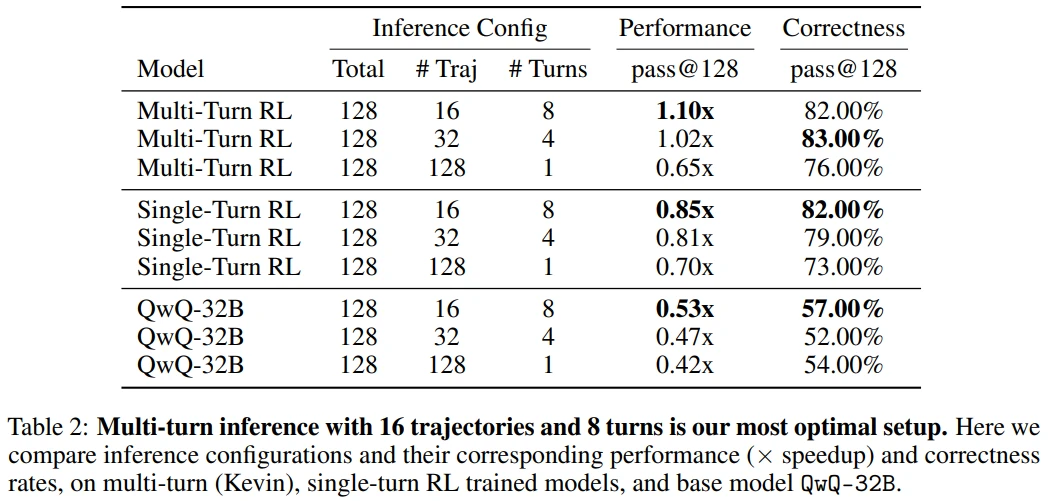 Inference Config Performance Correctness
Model Total # Traj # Turns pass@128 pass@128
Multi-Turn RL 128 16 8 1.10x 82.00%
Multi-Turn RL 128 32 4 1.02x 83.00%
Multi-Turn RL 128 128 1 0.65x 76.00%
Single-Turn RL 128 16 8 0.85x 82.00%
Single-Turn RL 128 32 4 0.81x 79.00%
Single-Turn RL 128 128 1 0.70x 73.00%
QwQ-32B 128 16 8 0.53x 57.00%
QwQ-32B 128 32 4 0.47x 52.00%
QwQ-32B 128 128 1 0.42x 54.00%
Table 2: Multi-turn inference with 16 trajectories and 8 turns is our most optimal setup. Here we
compare inference configurations and their corresponding performance (× speedup) and correctness
rates, on multi-turn (Kevin), single-turn RL trained models, and base model QwQ-32B.